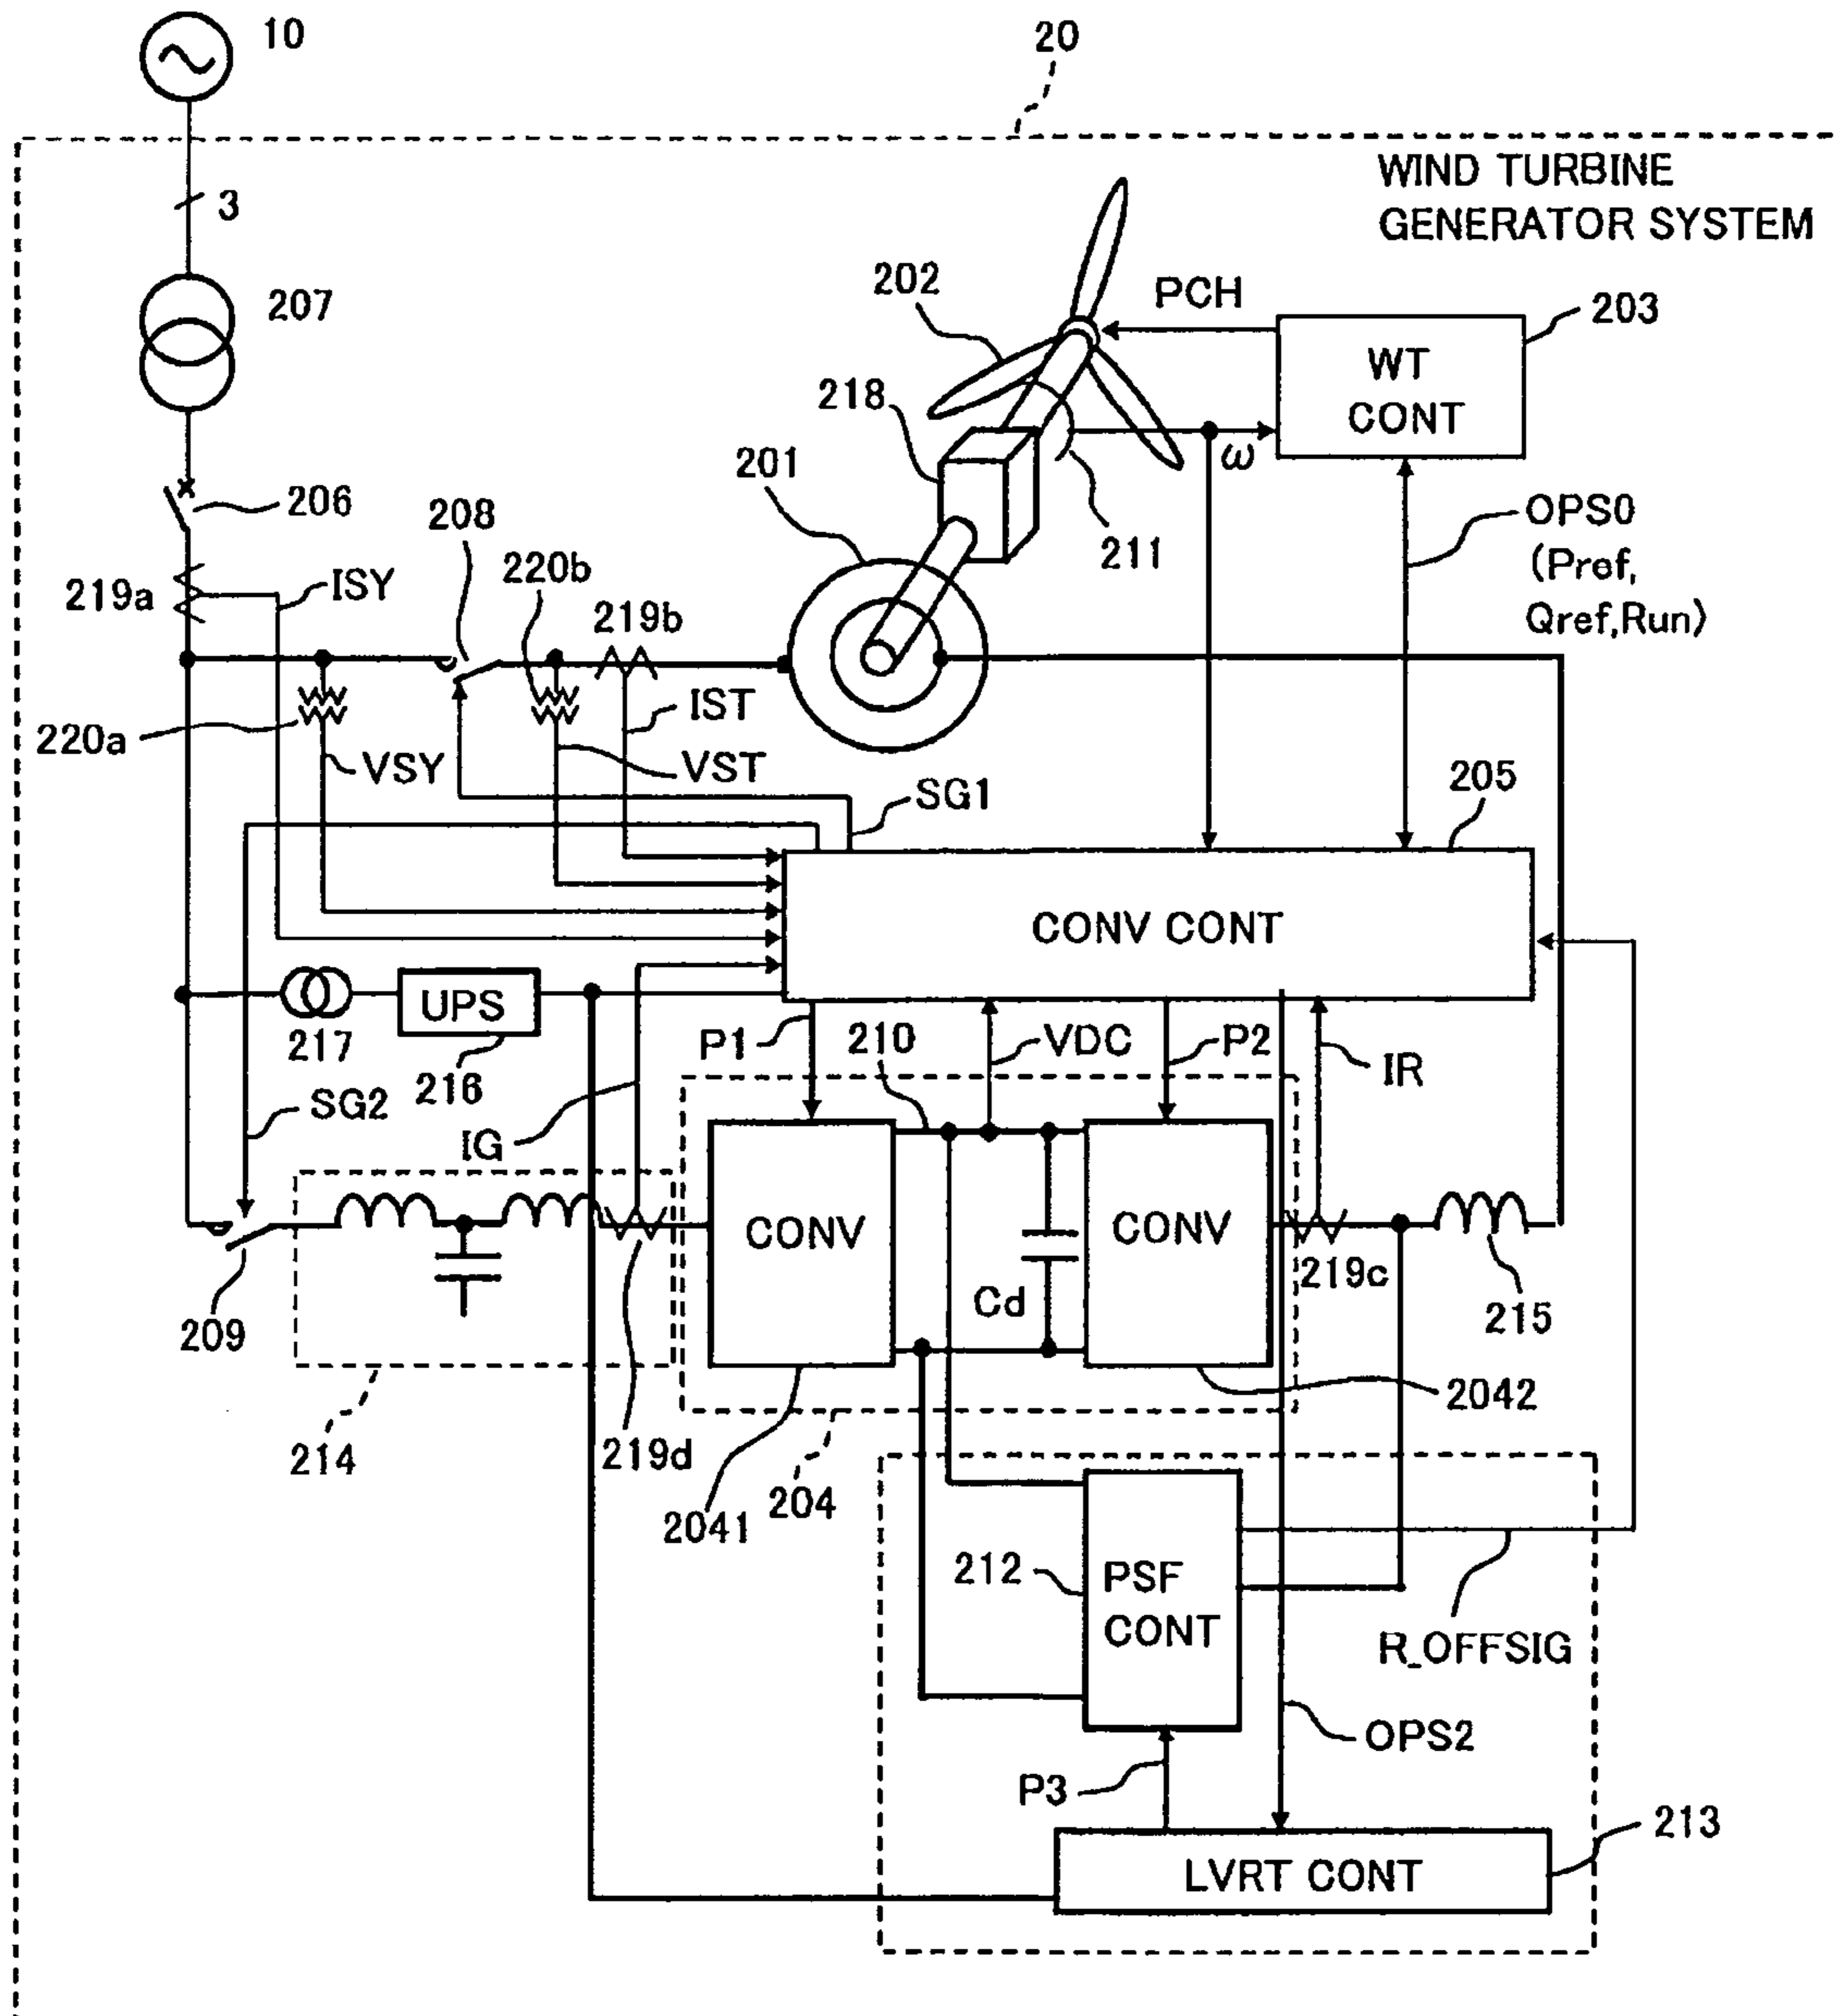 10
20
WIND TURBINE
GENERATOR SYSTEM
3
207
202
PCH
203
WT
CONT
218
ω
201
206
208
211
OPS0
(Pref,
Qref,Run)
219a
ISY
220b
219b
IST
220a
VSY
VST
SG1
205
CONV CONT
UPS
217
216
P1
210
VDC
P2
IR
SG2
IG
CONV
CONV
Cd
219c
215
209
2042
214
219d
204
2041
212
PSF
CONT
R_OFFSIG
OPS2
P3
213
LVRT CONT